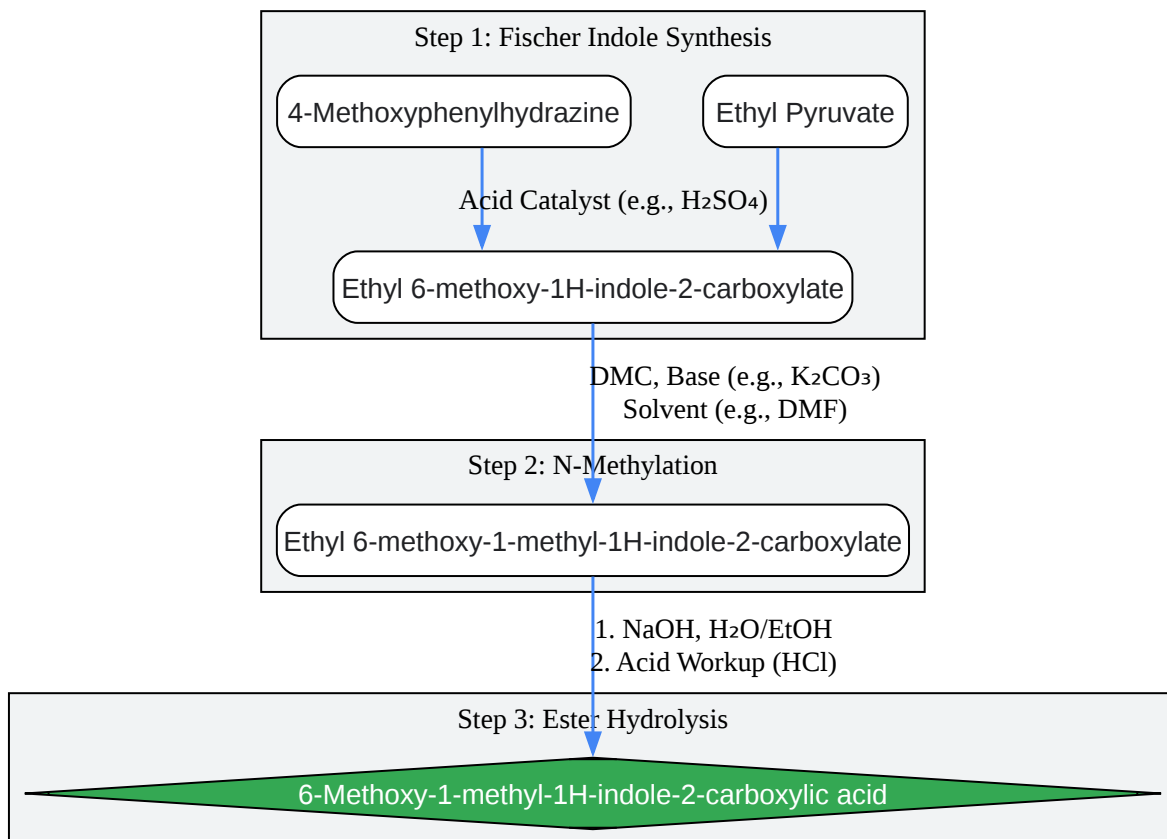 Step 1: Fischer Indole Synthesis
4-Methoxyphenylhydrazine
Ethyl Pyruvate
Acid Catalyst (e.g., H₂SO₄)
Ethyl 6-methoxy-1H-indole-2-carboxylate
DMC, Base (e.g., K₂CO₃)
Solvent (e.g., DMF)
Step 2: N-Methylation
Ethyl 6-methoxy-1-methyl-1H-indole-2-carboxylate
1. NaOH, H₂O/EtOH
2. Acid Workup (HCl)
Step 3: Ester Hydrolysis
6-Methoxy-1-methyl-1H-indole-2-carboxylic acid